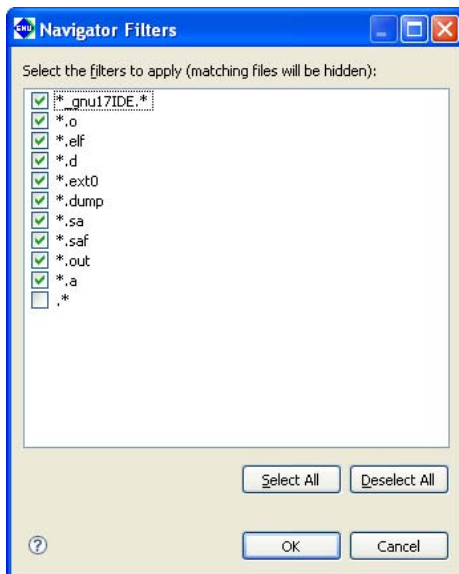 GNU
Navigator Filters
Select the filters to apply (matching files will be hidden):
*_gnu17IDE.*
*.o
*.elf
*.d
*.ext0
*.dump
*.sa
*.saf
*.out
*.a
.*
Select All
Deselect All
?
OK
Cancel